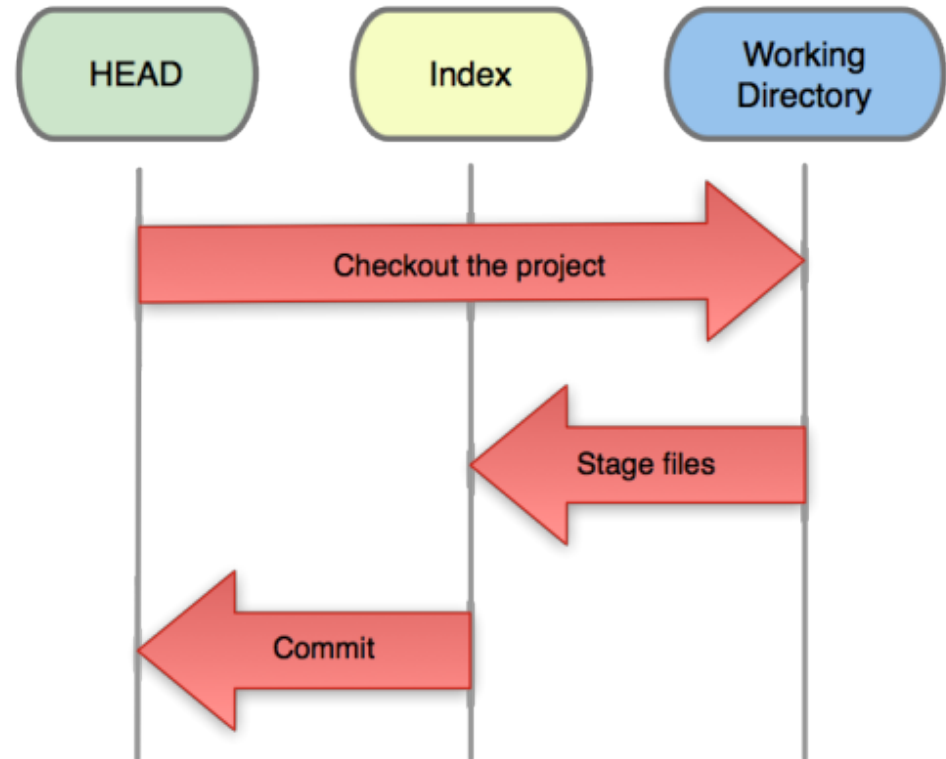 HEAD
Index
Working
Directory
Checkout the project
Stage files
Commit